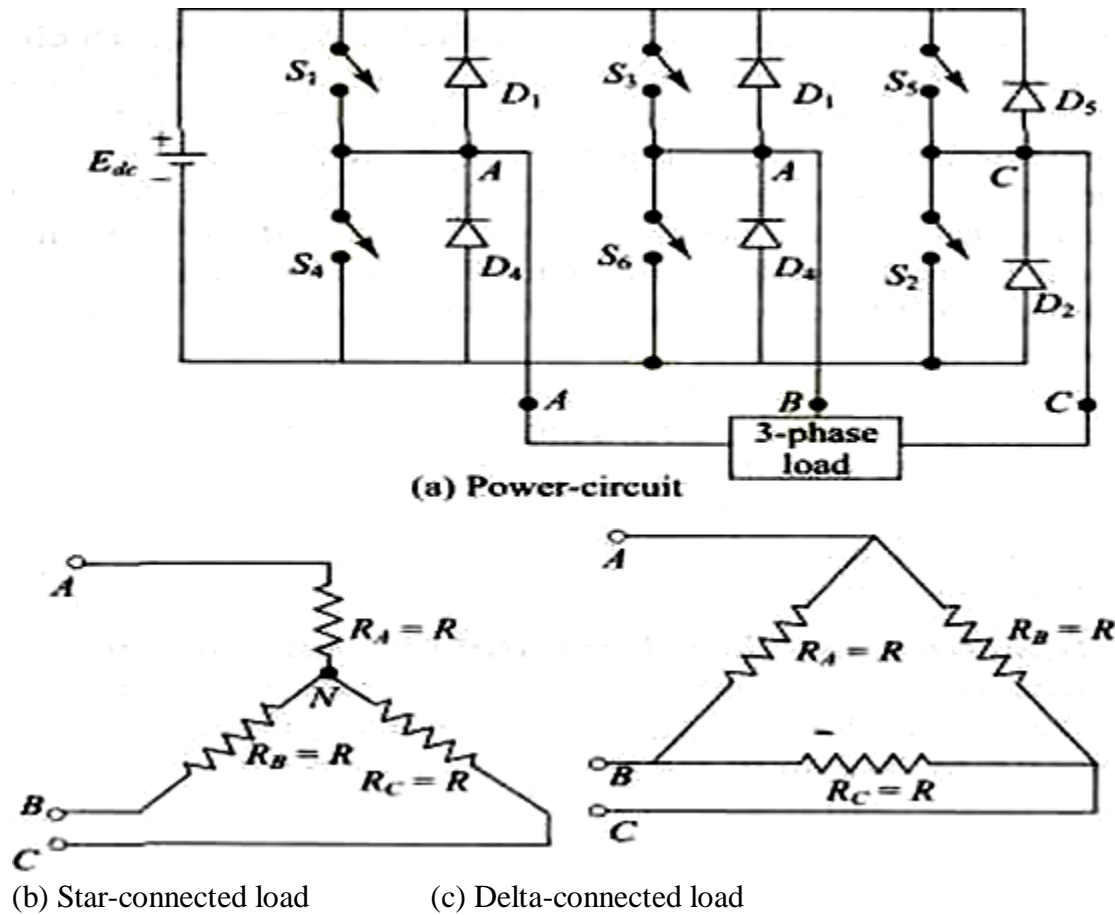 S1 D1 S3 D1 S5 D5
+
Edc
−
A A C
S4 D4 S6 D4 S2 D2
A B C
3-phase
load
(a) Power-circuit
A
RA = R
N
RB = R
RC = R
B
C
A
RA = R
RB = R
B
RC = R
C
(b) Star-connected load (c) Delta-connected load